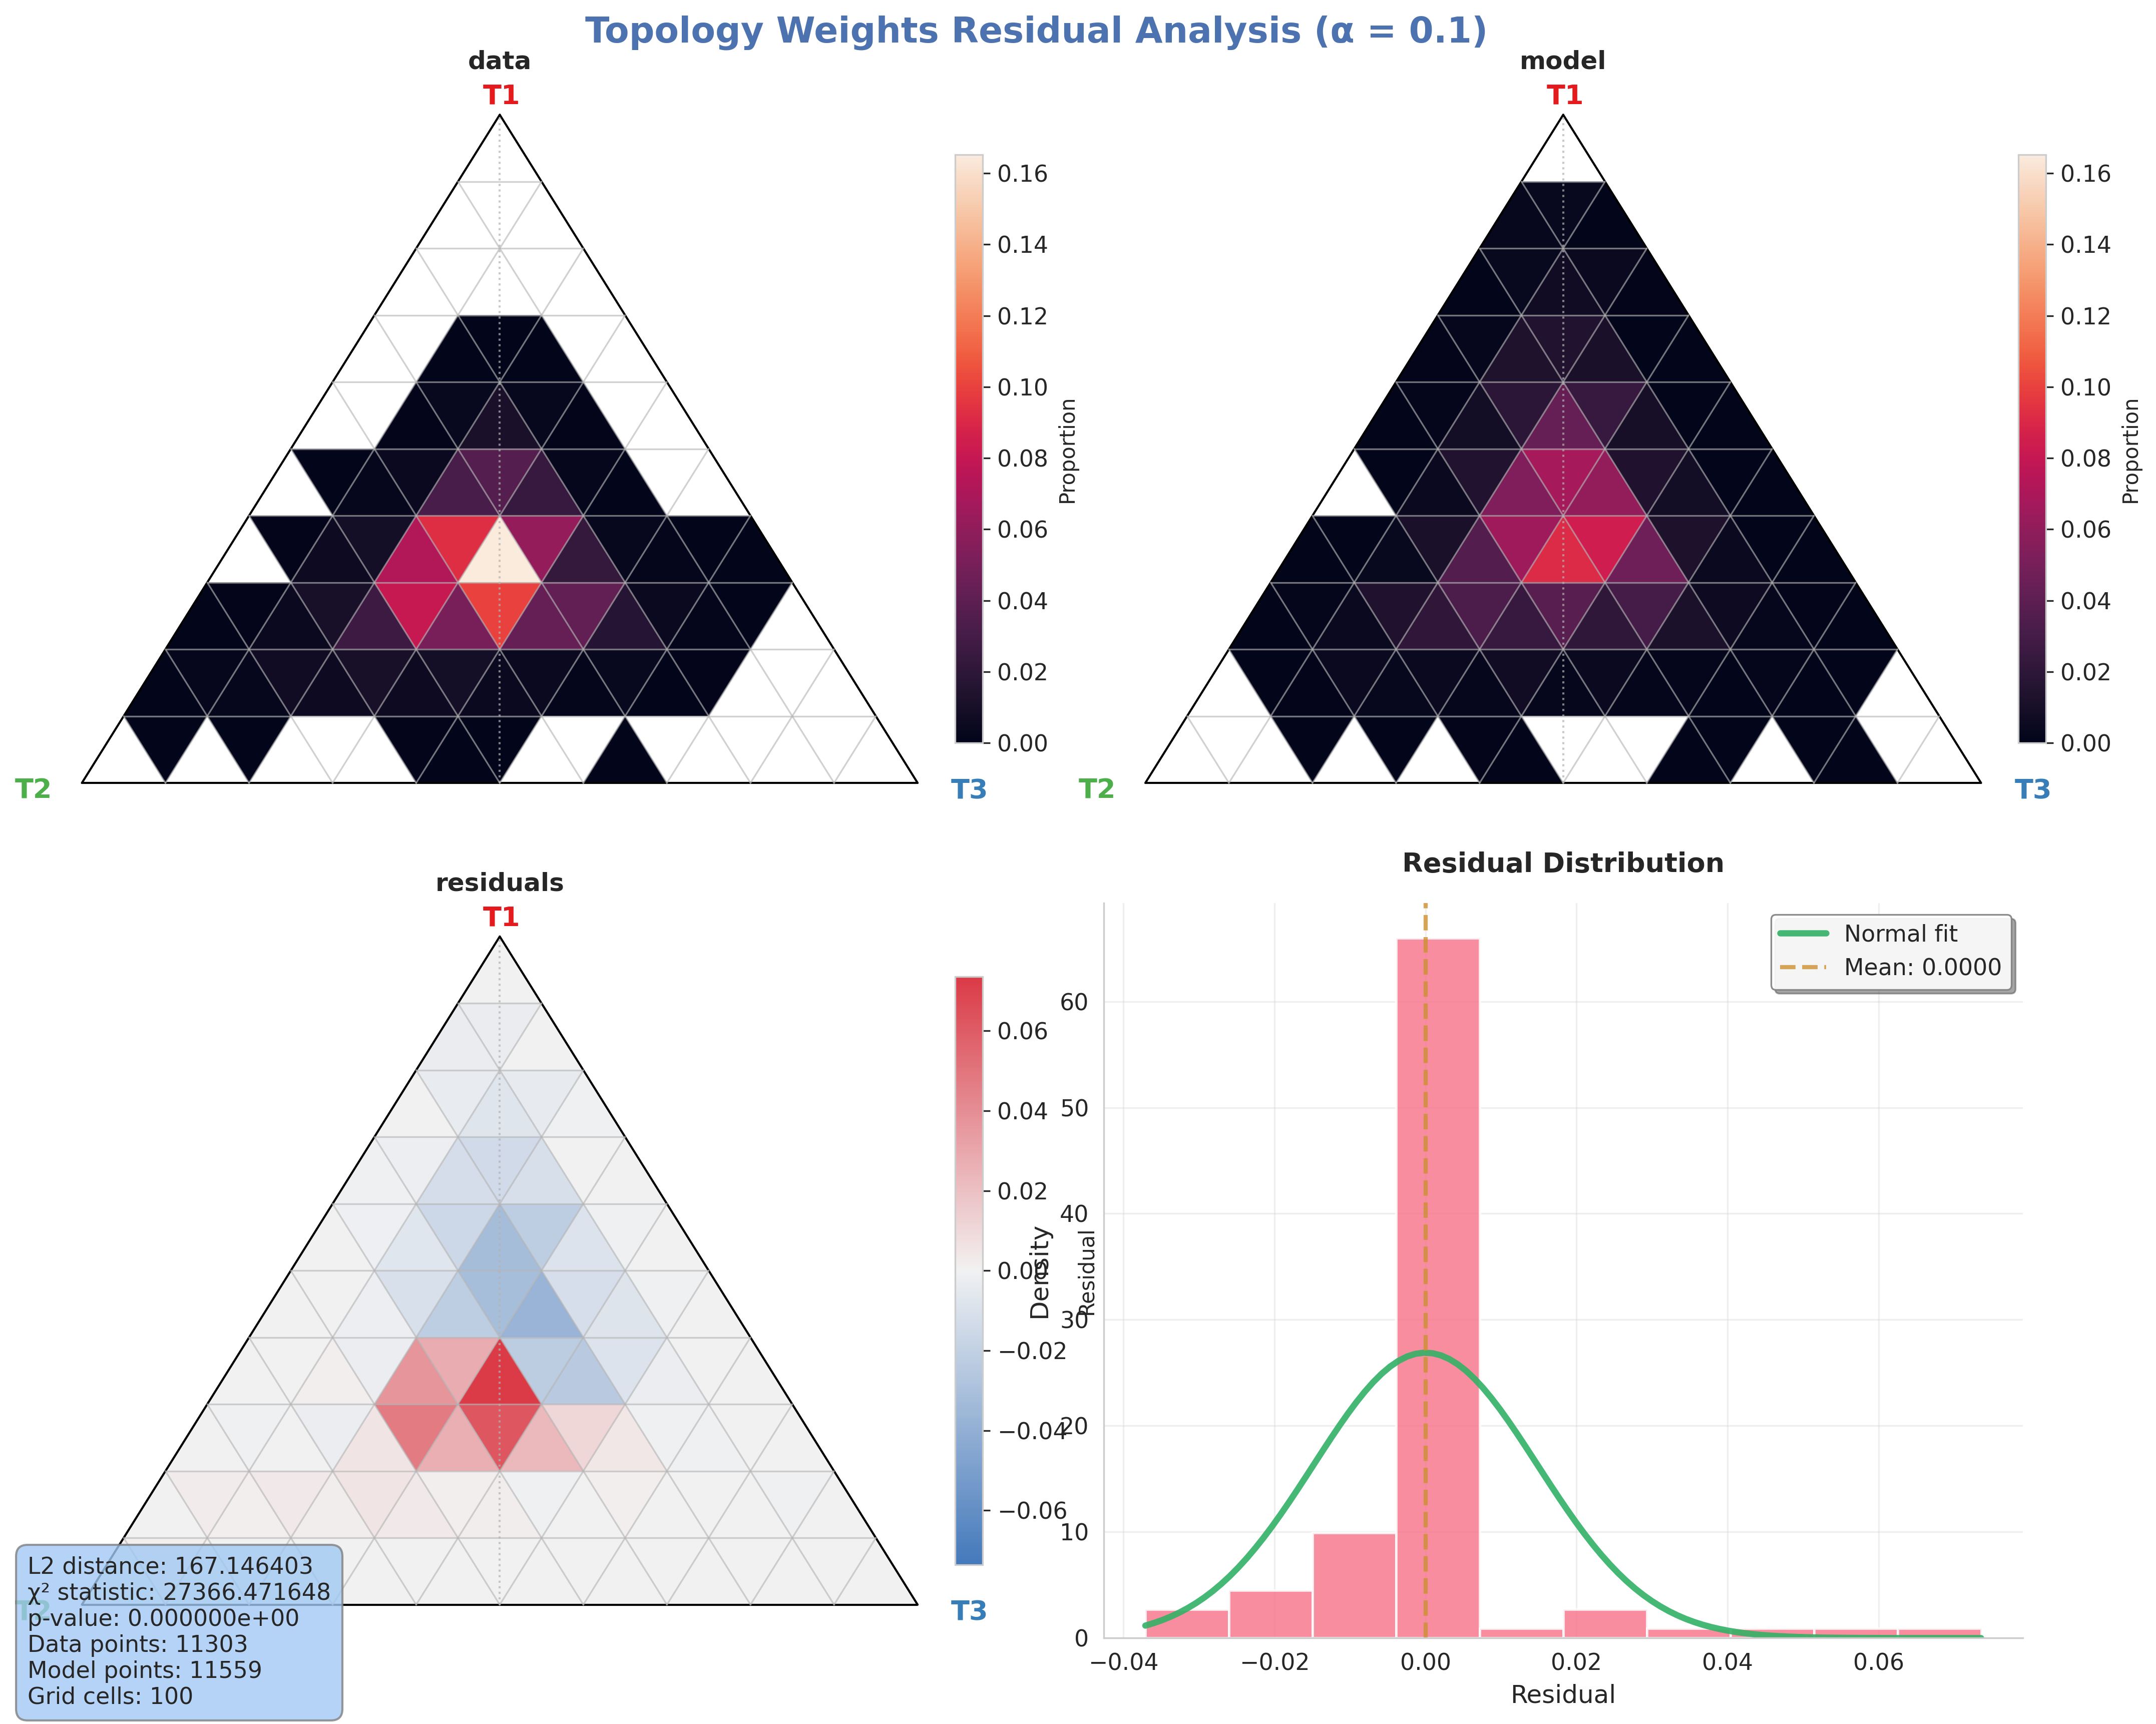 Topology Weights Residual Analysis (α = 0.1)
data
T1
0.16
0.14
0.12
0.10
0.08
0.06
0.04
0.02
0.00
Proportion
T2
T3
model
T1
0.16
0.14
0.12
0.10
0.08
0.06
0.04
0.02
0.00
Proportion
T2
T3
residuals
T1
0.06
0.04
0.02
0.00
−0.02
−0.04
−0.06
Residual
T2
T3
L2 distance: 167.146403
χ² statistic: 27366.471648
p-value: 0.000000e+00
Data points: 11303
Model points: 11559
Grid cells: 100
Residual Distribution
Normal fit
Mean: 0.0000
60
50
40
30
20
10
0
Density
−0.04
−0.02
0.00
0.02
0.04
0.06
Residual